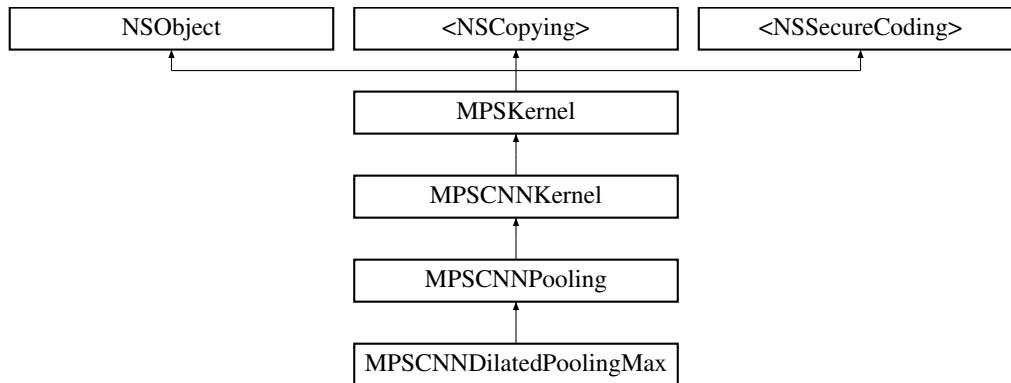 NSObject
<NSCopying>
<NSSecureCoding>
MPSKernel
MPSCNNKernel
MPSCNNPooling
MPSCNNDilatedPoolingMax